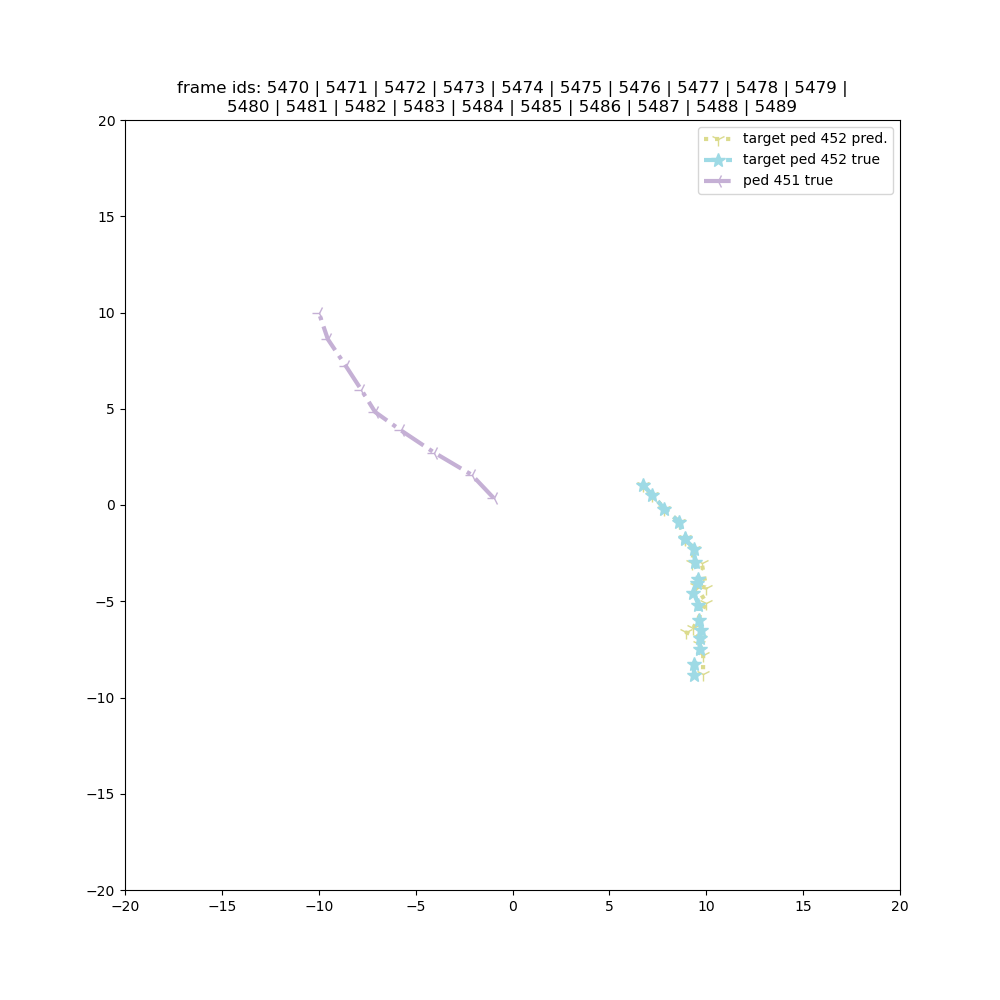 frame ids: 5470 | 5471 | 5472 | 5473 | 5474 | 5475 | 5476 | 5477 | 5478 | 5479 |
5480 | 5481 | 5482 | 5483 | 5484 | 5485 | 5486 | 5487 | 5488 | 5489
target ped 452 pred.
target ped 452 true
ped 451 true
20
15
10
5
0
−5
−10
−15
−20
−20 −15 −10 −5 0 5 10 15 20